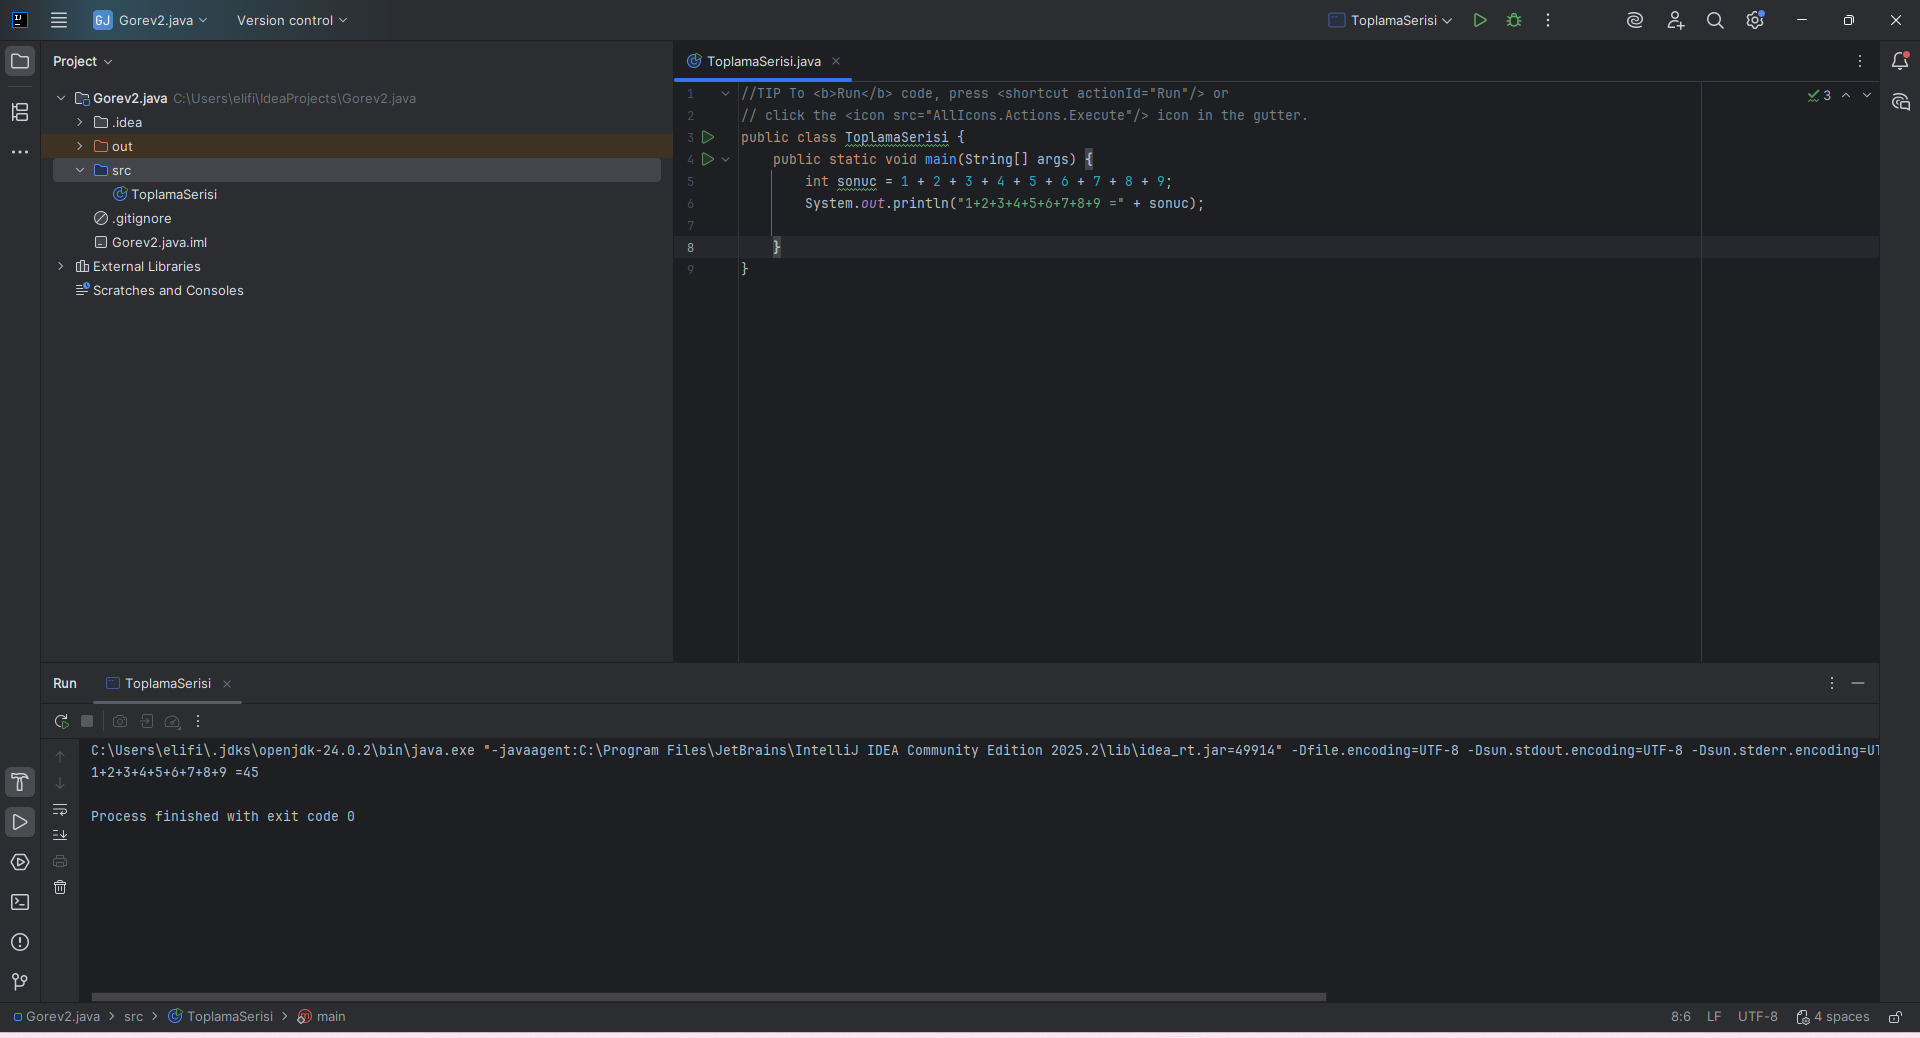 GJ Gorev2.java Version control ToplamaSerisi
Project
ToplamaSerisi.java
Gorev2.java C:\Users\elifi\IdeaProjects\Gorev2.java
.idea
out
src
ToplamaSerisi
.gitignore
Gorev2.java.iml
External Libraries
Scratches and Consoles
1 //TIP To <b>Run</b> code, press <shortcut actionId="Run"/> or
2 // click the <icon src="AllIcons.Actions.Execute"/> icon in the gutter.
3 public class ToplamaSerisi {
4 public static void main(String[] args) {
5 int sonuc = 1 + 2 + 3 + 4 + 5 + 6 + 7 + 8 + 9;
6 System.out.println("1+2+3+4+5+6+7+8+9 =" + sonuc);
7
8 }
9 }
3
Run ToplamaSerisi
C:\Users\elifi\.jdks\openjdk-24.0.2\bin\java.exe "-javaagent:C:\Program Files\JetBrains\IntelliJ IDEA Community Edition 2025.2\lib\idea_rt.jar=49914" -Dfile.encoding=UTF-8 -Dsun.stdout.encoding=UTF-8 -Dsun.stderr.encoding=UT
1+2+3+4+5+6+7+8+9 =45
Process finished with exit code 0
Gorev2.java > src > ToplamaSerisi > main 8:6 LF UTF-8 4 spaces